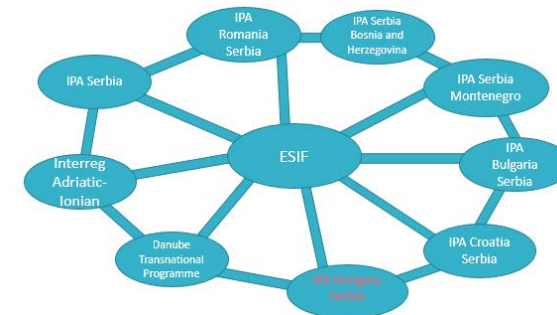 IPA
Romania
Serbia
IPA Serbia
Bosnia and
Herzegovina
IPA Serbia
IPA Serbia
Montenegro
ESIF
IPA
Bulgaria
Serbia
Interreg
Adriatic-
Ionian
Danube
Transnational
Programme
IPA Croatia
Serbia
IPA Hungary
Serbia